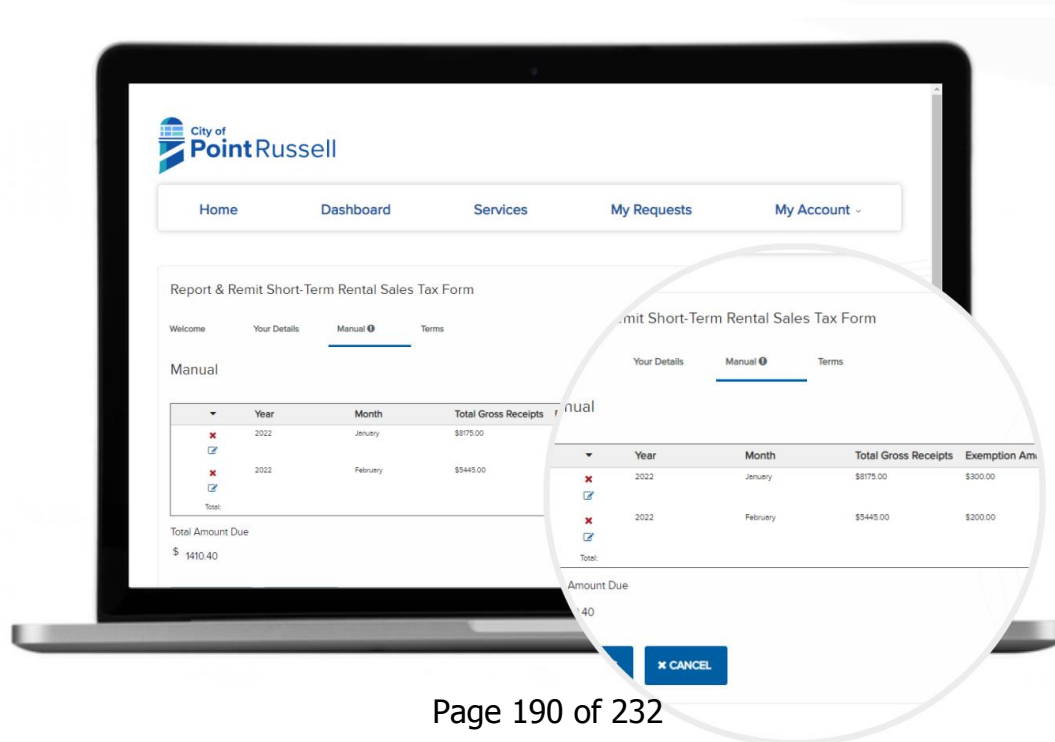 City of
Point Russell
Home Dashboard Services My Requests My Account
Report & Remit Short-Term Rental Sales Tax Form
Welcome Your Details Manual Terms
Manual
Year Month Total Gross Receipts
2022 Jenuery $8175.00
2022 February $5445.00
Total:
Total Amount Due
$ 1410.40
mit Short-Term Rental Sales Tax Form
Your Details Manual Terms
nual
Year Month Total Gross Receipts Exemption Am
2022 Jenuery $8175.00 $300.00
2022 February $5445.00 $200.00
Total:
Amount Due
.40
× CANCEL
Page 190 of 232